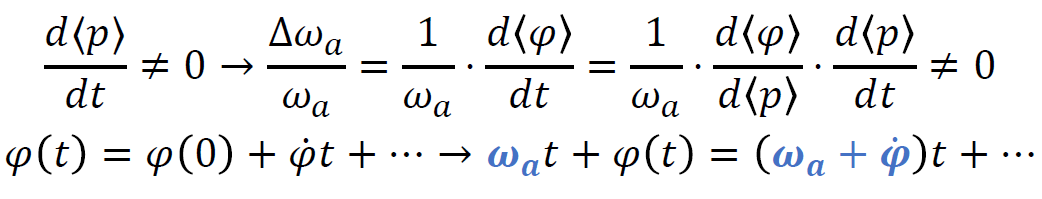 d⟨p⟩/dt ≠ 0 → Δω_a/ω_a = 1/ω_a · d⟨φ⟩/dt = 1/ω_a · d⟨φ⟩/d⟨p⟩ · d⟨p⟩/dt ≠ 0
φ(t) = φ(0) + φ̇t + ⋯ → ω_a t + φ(t) = (ω_a + φ̇)t + ⋯